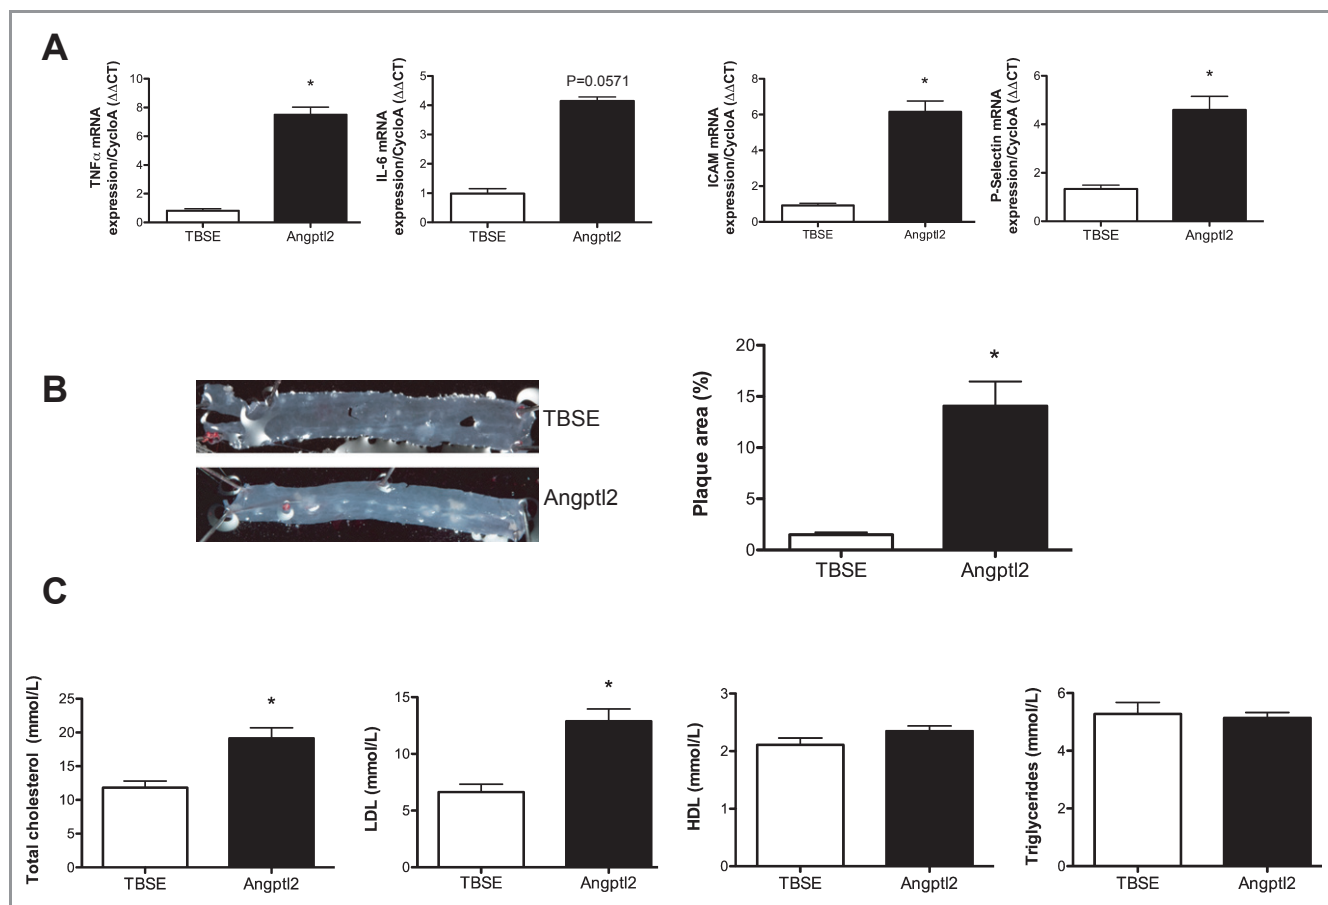 A
TNFα mRNA
expression/CycloA (ΔΔCT)
10
8
6
4
2
0
*
TBSE
Angptl2
IL-6 mRNA
expression/CycloA (ΔΔCT)
5
4
3
2
1
0
P=0.0571
TBSE
Angptl2
ICAM mRNA
expression/CycloA (ΔΔCT)
8
6
4
2
0
*
TBSE
Angptl2
P-Selectin mRNA
expression/CycloA (ΔΔCT)
6
4
2
0
*
TBSE
Angptl2
B
TBSE
Angptl2
Plaque area (%)
20
15
10
5
0
*
TBSE
Angptl2
C
Total cholesterol (mmol/L)
25
20
15
10
5
0
*
TBSE
Angptl2
LDL (mmol/L)
15
10
5
0
*
TBSE
Angptl2
HDL (mmol/L)
3
2
1
0
TBSE
Angptl2
Triglycerides (mmol/L)
6
4
2
0
TBSE
Angptl2